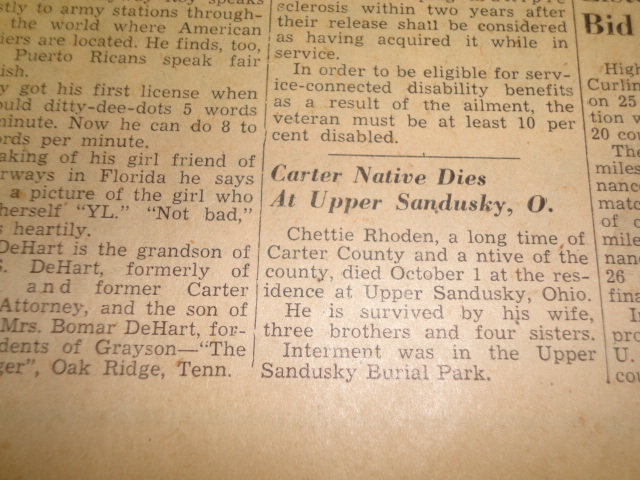 stly to army stations through-
the world where American
iers are located. He finds, too,
Puerto Ricans speak fair
ish.
y got his first license when
ould ditty-dee-dots 5 words
minute. Now he can do 8 to
ords per minute.
aking of his girl friend of
rways in Florida he says
a picture of the girl who
herself "YL." "Not bad,"
s heartily.
DeHart is the grandson of
S. DeHart, formerly of
and former Carter
Attorney, and the son of
Mrs. Bomar DeHart, for-
dents of Grayson—"The
ger", Oak Ridge, Tenn.
sclerosis within two years after
their release shall be considered
as having acquired it while in
service.
In order to be eligible for serv-
ice-connected disability benefits
as a result of the ailment, the
veteran must be at least 10 per
cent disabled.
Carter Native Dies
At Upper Sandusky, O.
Chettie Rhoden, a long time of
Carter County and a ntive of the
county, died October 1 at the res-
idence at Upper Sandusky, Ohio.
He is survived by his wife,
three brothers and four sisters.
Interment was in the Upper
Sandusky Burial Park.
Bid
High
Curlin
on 25
tion w
20 cou
The
miles
nanc
mate
of c
mile
nan
26
fina
In
pro
U.
cou